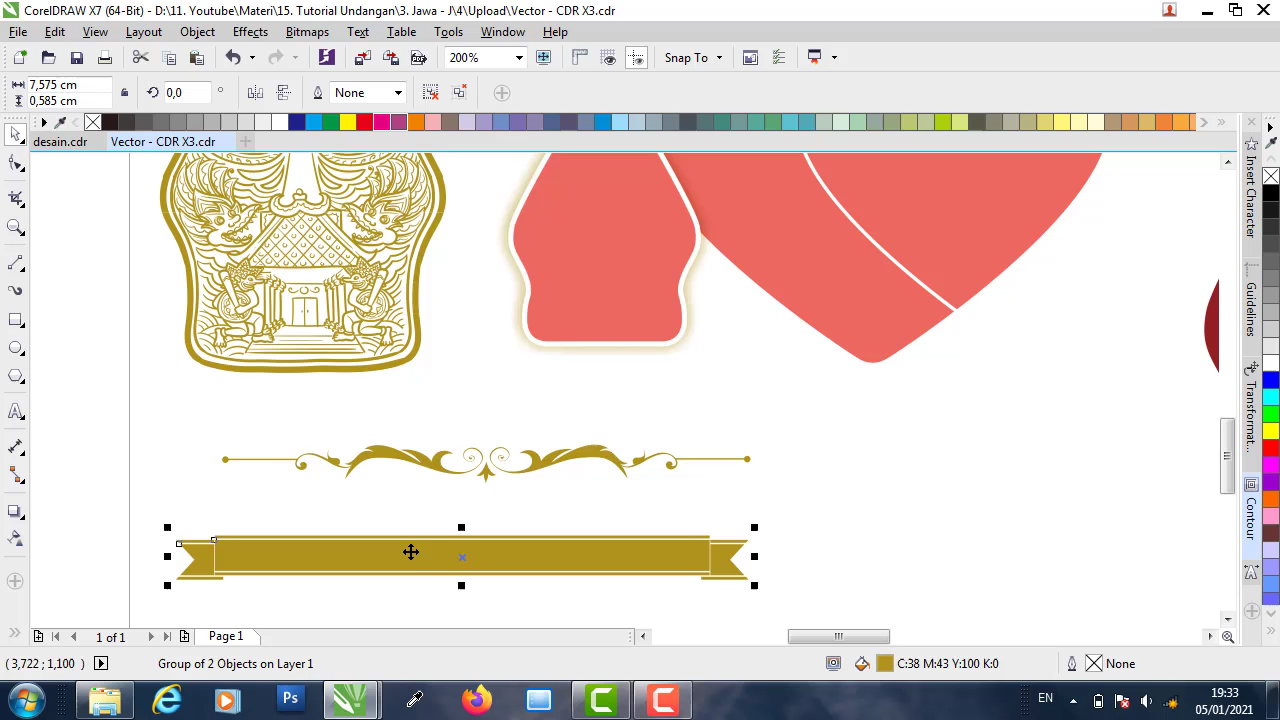 CorelDRAW X7 (64-Bit) - D:\11. Youtube\Materi\15. Tutorial Undangan\3. Jawa - J\4\Upload\Vector - CDR X3.cdr
File Edit View Layout Object Effects Bitmaps Text Table Tools Window Help
200% Snap To
7,575 cm
0,585 cm
0,0 ° None
desain.cdr Vector - CDR X3.cdr
Insert Character
Guidelines
Transformat...
Contour
1 of 1 Page 1
(3,722 ; 1,100) Group of 2 Objects on Layer 1 C:38 M:43 Y:100 K:0 None
Ps C C EN 19:33
05/01/2021